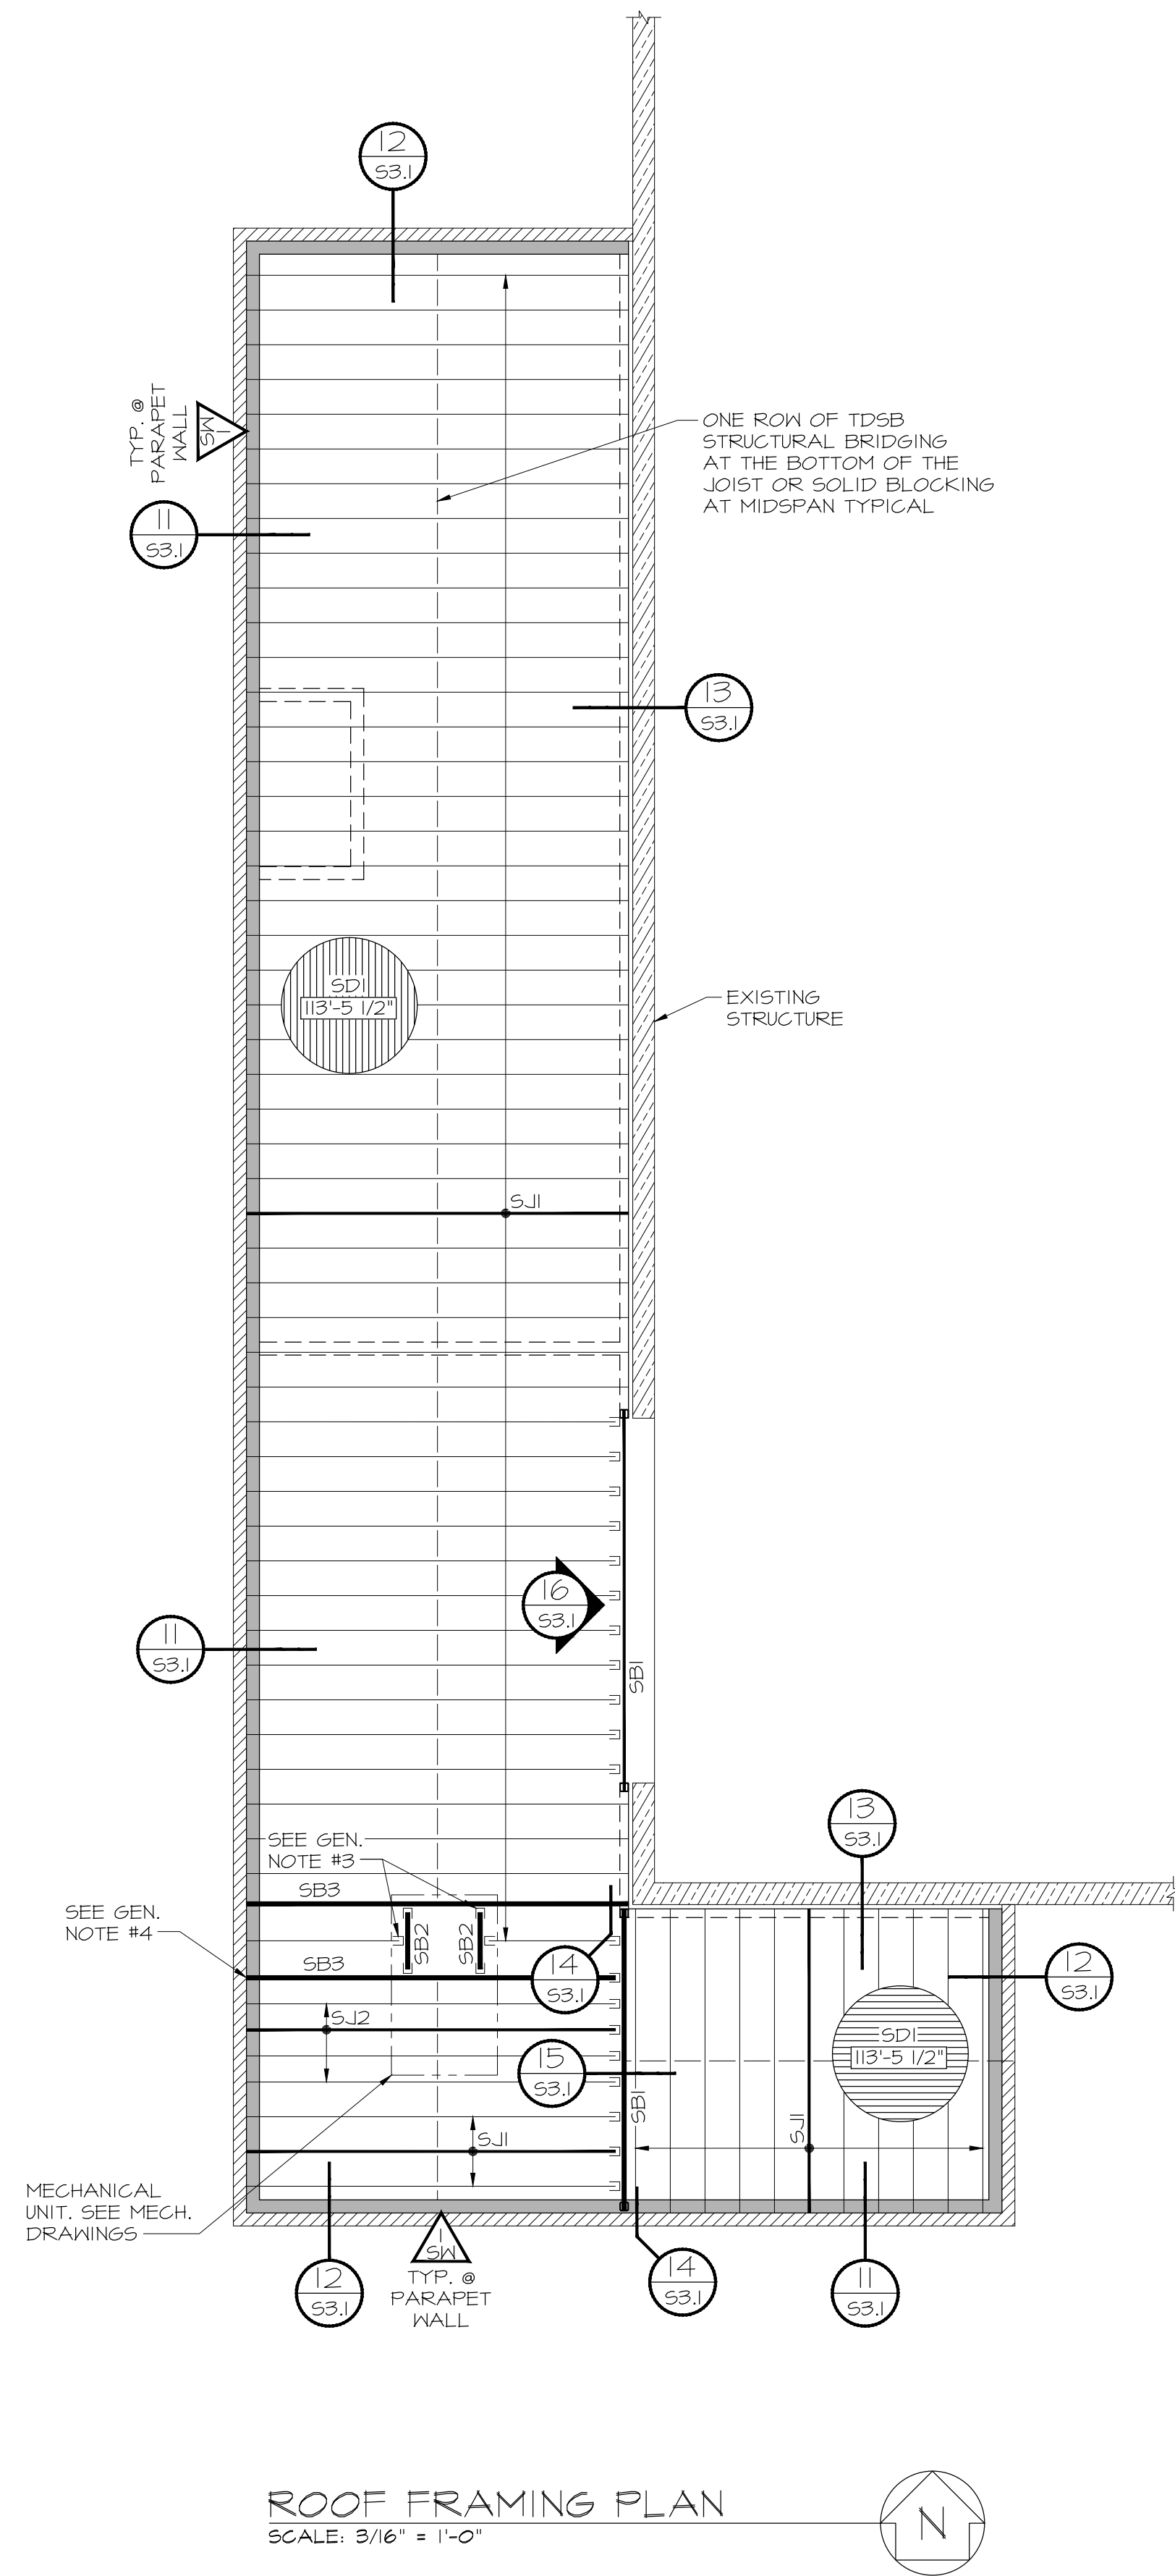 12
S3.1
TYP. @
PARAPET
WALL
SW
1
ONE ROW OF TDSB
STRUCTURAL BRIDGING
AT THE BOTTOM OF THE
JOIST OR SOLID BLOCKING
AT MIDSPAN TYPICAL
11
S3.1
13
S3.1
SD1
113'-5 1/2"
EXISTING
STRUCTURE
SJ1
16
S3.1
11
S3.1
SB1
13
S3.1
SEE GEN.
NOTE #3
SB3
SEE GEN.
NOTE #4
SB2
SB2
SB3
14
S3.1
12
S3.1
SJ2
15
S3.1
SD1
113'-5 1/2"
SB1
SJ1
SJ1
MECHANICAL
UNIT. SEE MECH.
DRAWINGS
1
SW
TYP. @
PARAPET
WALL
12
S3.1
14
S3.1
11
S3.1
ROOF FRAMING PLAN
SCALE: 3/16" = 1'-0"
N